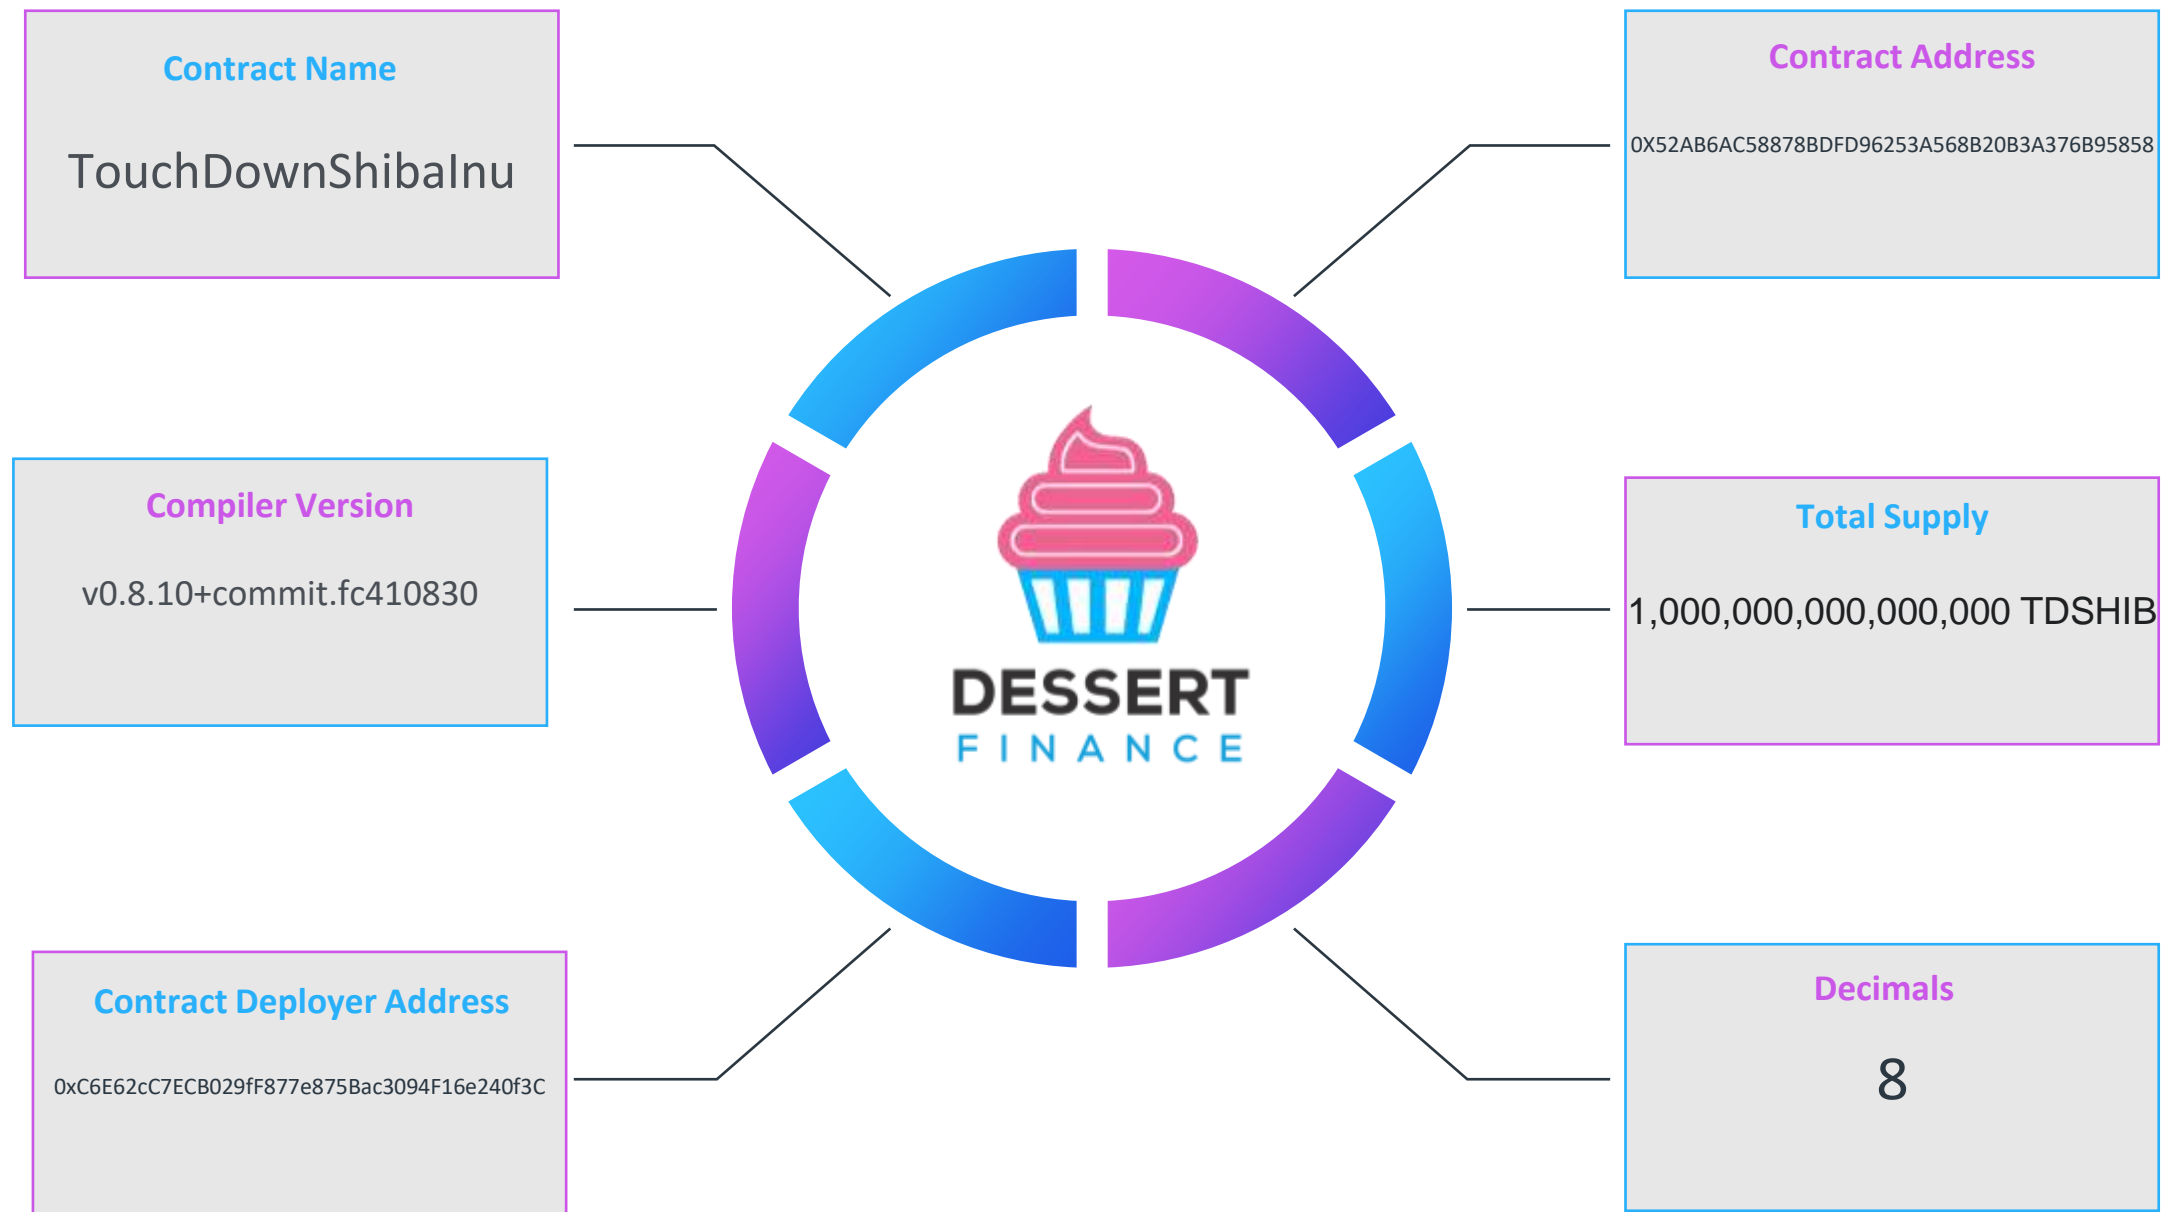 Contract Name
TouchDownShibaInu
Contract Address
0X52AB6AC58878BDFD96253A568B20B3A376B95858
Compiler Version
v0.8.10+commit.fc410830
Total Supply
1,000,000,000,000,000 TDSHIB
DESSERT
FINANCE
Contract Deployer Address
0xC6E62cC7ECB029fF877e875Bac3094F16e240f3C
Decimals
8